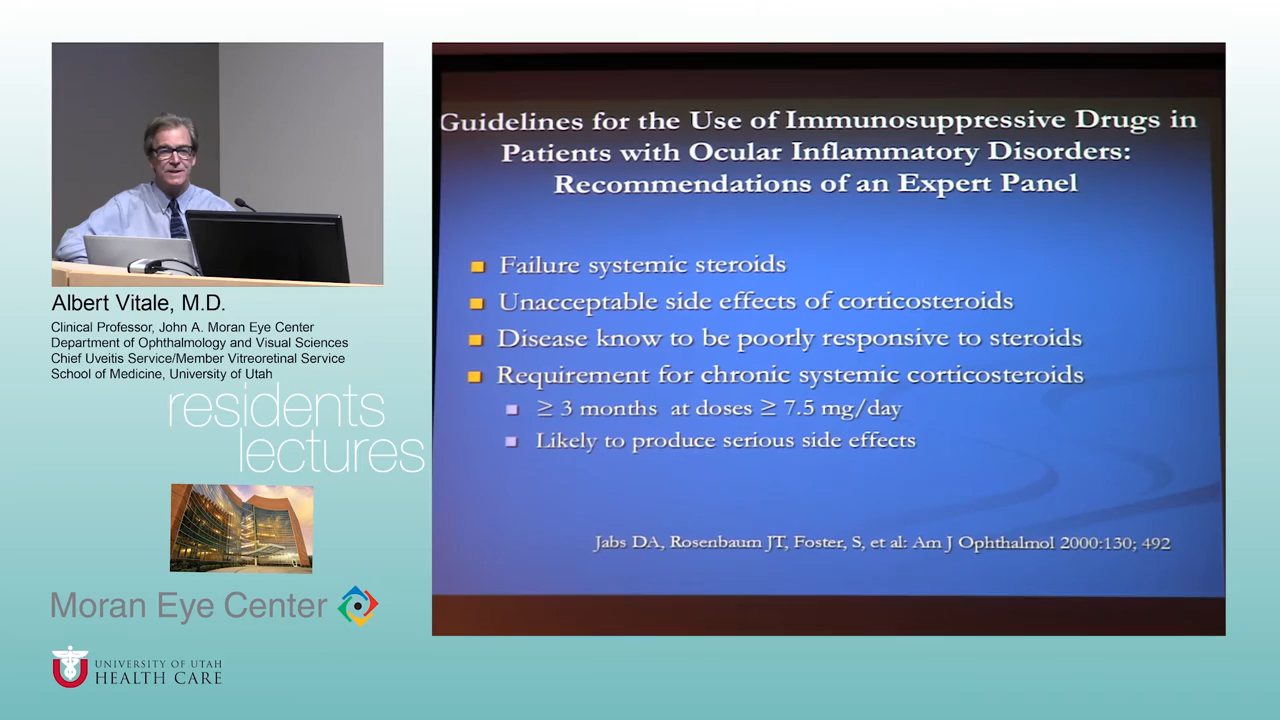 Albert Vitale, M.D.
Clinical Professor, John A. Moran Eye Center
Department of Ophthalmology and Visual Sciences
Chief Uveitis Service/Member Vitreoretinal Service
School of Medicine, University of Utah
residents
lectures
Moran Eye Center
UNIVERSITY OF UTAH
HEALTH CARE
Guidelines for the Use of Immunosuppressive Drugs in
Patients with Ocular Inflammatory Disorders:
Recommendations of an Expert Panel
Failure systemic steroids
Unacceptable side effects of corticosteroids
Disease know to be poorly responsive to steroids
Requirement for chronic systemic corticosteroids
≥ 3 months at doses ≥ 7.5 mg/day
Likely to produce serious side effects
Jabs DA, Rosenbaum JT, Foster, S, et al: Am J Ophthalmol 2000:130; 492